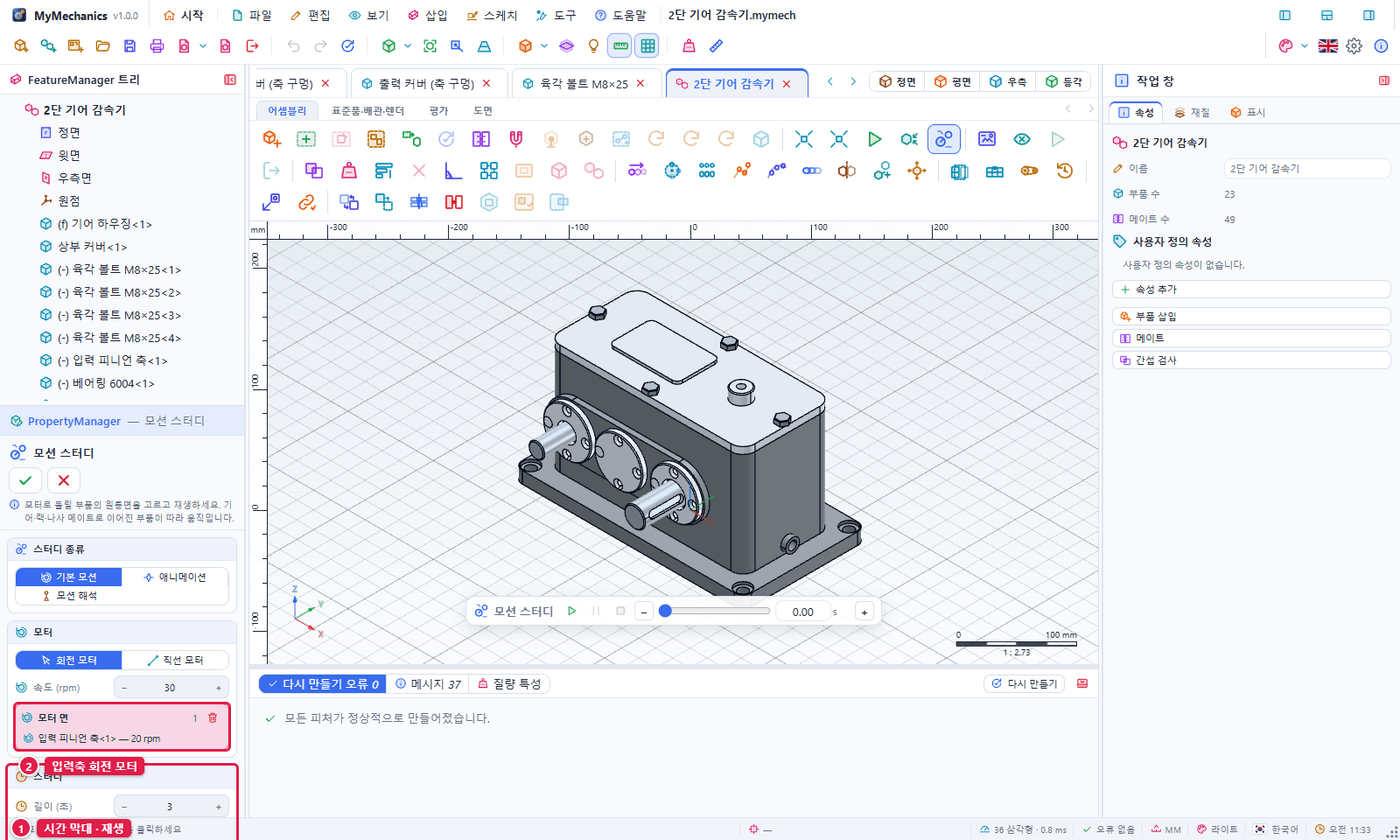 MyMechanics v1.0.0 시작 파일 편집 보기 삽입 스케치 도구 도움말 2단 기어 감속기.mymech
FeatureManager 트리
2단 기어 감속기
정면
윗면
우측면
원점
(f) 기어 하우징<1>
상부 커버<1>
(-) 육각 볼트 M8×25<1>
(-) 육각 볼트 M8×25<2>
(-) 육각 볼트 M8×25<3>
(-) 육각 볼트 M8×25<4>
(-) 입력 피니언 축<1>
(-) 베어링 6004<1>
PropertyManager — 모션 스터디
모션 스터디
모터로 돌릴 부품의 원통면을 고르고 재생하세요. 기
어·랙·나사 메이트로 이어진 부품이 따라 움직입니다.
스터디 종류
기본 모션 애니메이션
모션 해석
모터
회전 모터 직선 모터
속도 (rpm) − 30 +
모터 면 1
입력 피니언 축<1> — 20 rpm
2 입력축 회전 모터
스터디
길이 (초) − 3 +
1 시간 막대 · 재생 클릭하세요
버 (축 구멍) 출력 커버 (축 구멍) 육각 볼트 M8×25 2단 기어 감속기
정면 평면 우측 등각
어셈블리 표준품·배관·렌더 평가 도면
mm -300 -200 -100 0 100 200 300
200
100
0
-100
Z
Y
X
모션 스터디 − 0.00 s +
0 100 mm
1 : 2.73
다시 만들기 오류 0 메시지 37 질량 특성 다시 만들기
모든 피처가 정상적으로 만들어졌습니다.
작업 창
속성 재질 표시
2단 기어 감속기
이름 2단 기어 감속기
부품 수 23
메이트 수 49
사용자 정의 속성
사용자 정의 속성이 없습니다.
+ 속성 추가
부품 삽입
메이트
간섭 검사
— 36 삼각형 · 0.8 ms 오류 없음 MM 라이트 한국어 오전 11:33